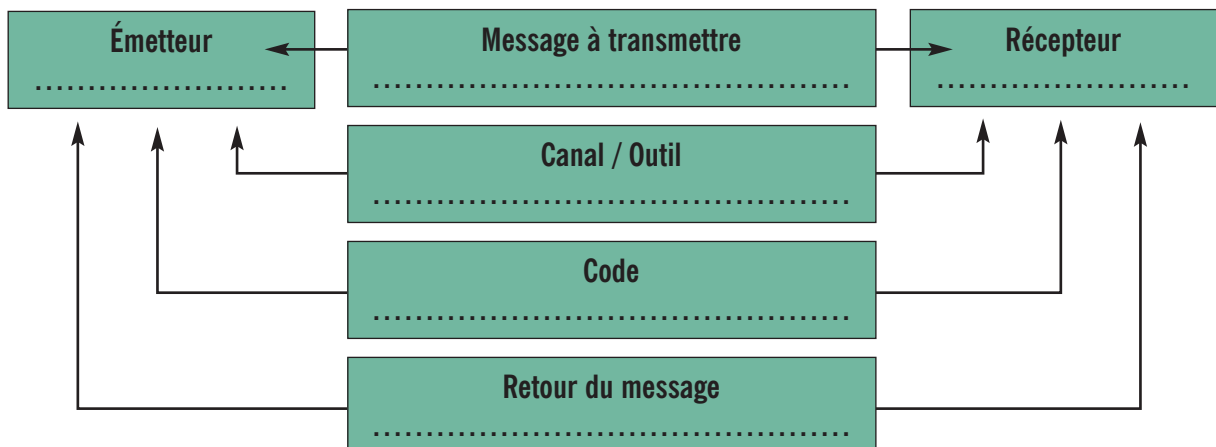 Émetteur
........................
Message à transmettre
.............................................
Récepteur
........................
Canal / Outil
.............................................
Code
.............................................
Retour du message
.............................................